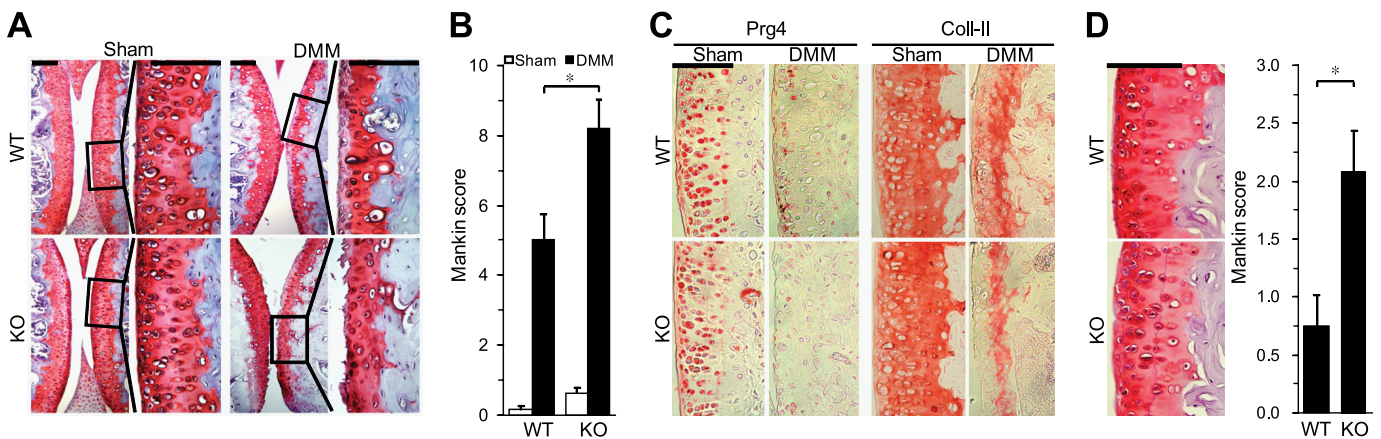 A
Sham
DMM
WT
KO
B
Mankin score
10
8
6
4
2
0
Sham
DMM
*
WT
KO
C
Prg4
Coll-II
Sham
DMM
Sham
DMM
WT
KO
D
WT
KO
Mankin score
3.0
2.5
2.0
1.5
1.0
0.5
0.0
*
WT
KO